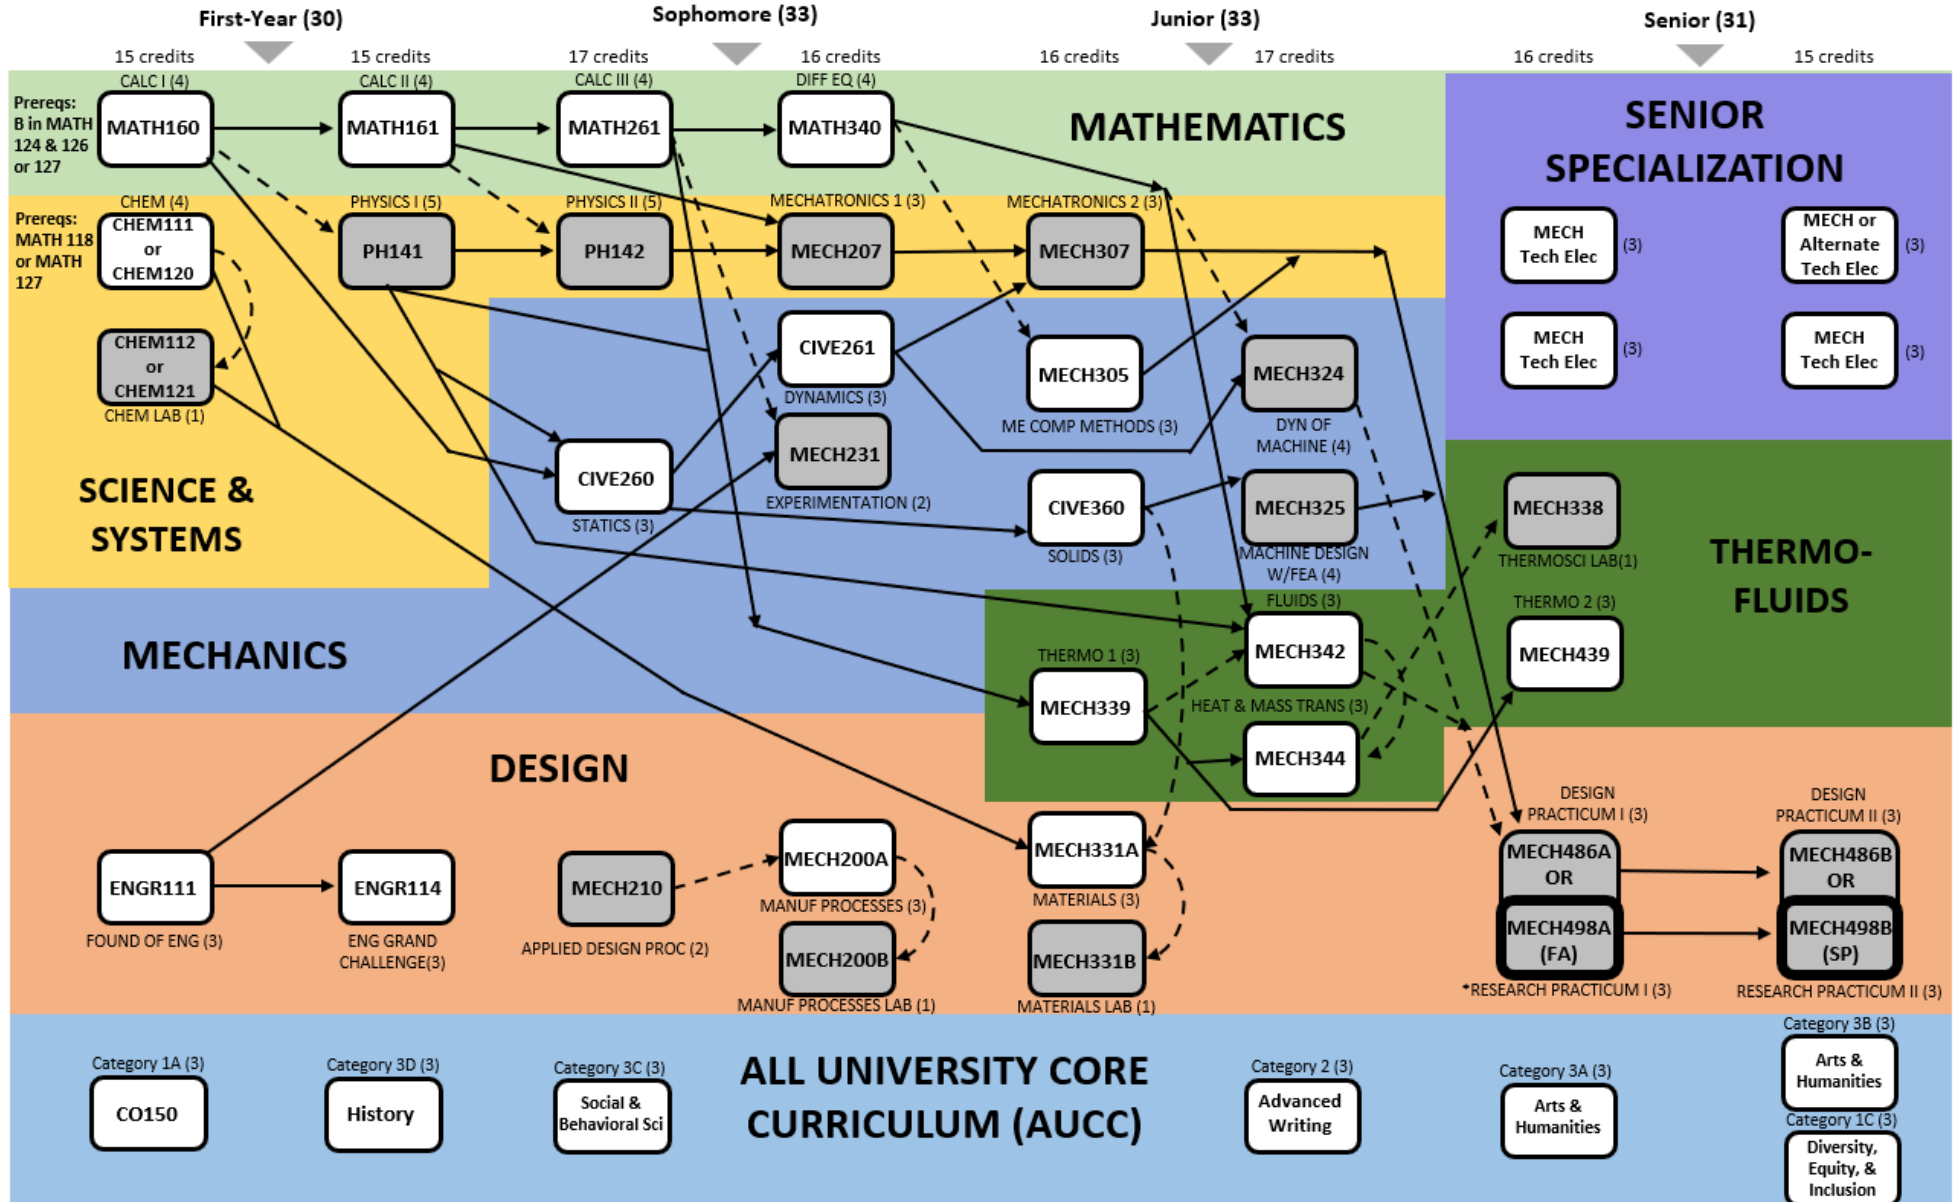 First-Year (30)
Sophomore (33)
Junior (33)
Senior (31)
15 credits
15 credits
17 credits
16 credits
16 credits
17 credits
16 credits
15 credits
Prereqs:
B in MATH
124 & 126
or 127
CALC I (4)
MATH160
CALC II (4)
MATH161
CALC III (4)
MATH261
DIFF EQ (4)
MATH340
MATHEMATICS
SENIOR
SPECIALIZATION
MECH
Tech Elec
(3)
MECH or
Alternate
Tech Elec
(3)
MECH
Tech Elec
(3)
MECH
Tech Elec
(3)
Prereqs:
MATH 118
or MATH
127
CHEM (4)
CHEM111
or
CHEM120
PHYSICS I (5)
PH141
PHYSICS II (5)
PH142
MECHATRONICS 1 (3)
MECH207
MECHATRONICS 2 (3)
MECH307
CHEM112
or
CHEM121
CHEM LAB (1)
SCIENCE &
SYSTEMS
CIVE261
DYNAMICS (3)
MECH305
ME COMP METHODS (3)
MECH324
DYN OF
MACHINE (4)
CIVE260
STATICS (3)
MECH231
EXPERIMENTATION (2)
CIVE360
SOLIDS (3)
MECH325
MACHINE DESIGN
W/FEA (4)
MECHANICS
MECH338
THERMOSCI LAB(1)
THERMO-
FLUIDS
THERMO 2 (3)
MECH439
FLUIDS (3)
MECH342
THERMO 1 (3)
MECH339
HEAT & MASS TRANS (3)
MECH344
DESIGN
ENGR111
FOUND OF ENG (3)
ENGR114
ENG GRAND
CHALLENGE(3)
MECH210
APPLIED DESIGN PROC (2)
MECH200A
MANUF PROCESSES (3)
MECH200B
MANUF PROCESSES LAB (1)
MECH331A
MATERIALS (3)
MECH331B
MATERIALS LAB (1)
DESIGN
PRACTICUM I (3)
MECH486A
OR
MECH498A
(FA)
*RESEARCH PRACTICUM I (3)
DESIGN
PRACTICUM II (3)
MECH486B
OR
MECH498B
(SP)
RESEARCH PRACTICUM II (3)
Category 1A (3)
CO150
Category 3D (3)
History
Category 3C (3)
Social &
Behavioral Sci
ALL UNIVERSITY CORE
CURRICULUM (AUCC)
Category 2 (3)
Advanced
Writing
Category 3A (3)
Arts &
Humanities
Category 3B (3)
Arts &
Humanities
Category 1C (3)
Diversity,
Equity, &
Inclusion